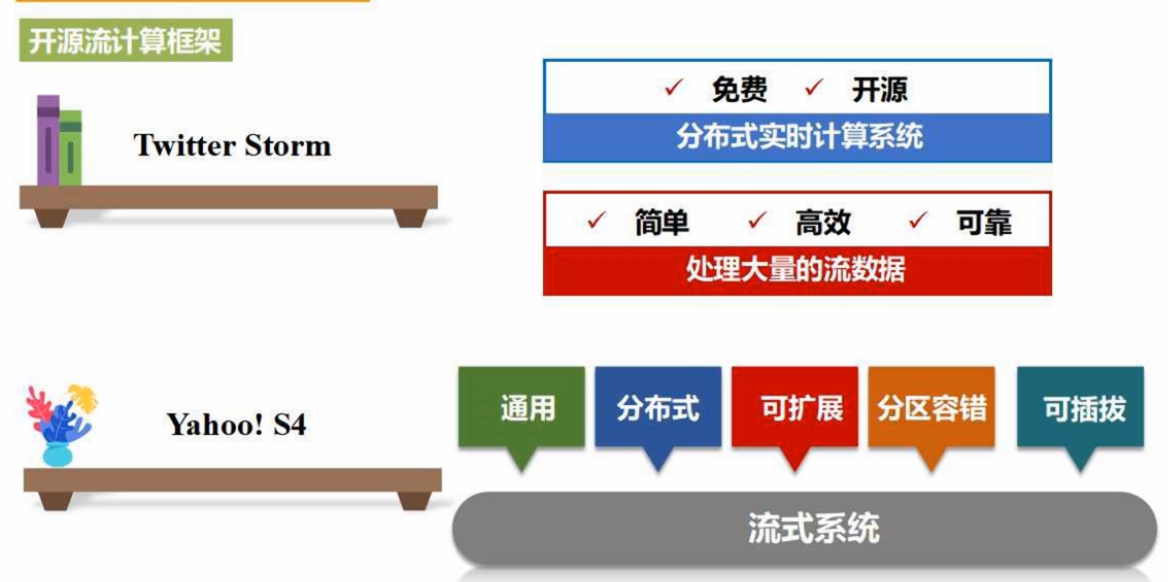 开源流计算框架
Twitter Storm
✓ 免费 ✓ 开源
分布式实时计算系统
✓ 简单 ✓ 高效 ✓ 可靠
处理大量的流数据
Yahoo! S4
通用 分布式 可扩展 分区容错 可插拔
流式系统